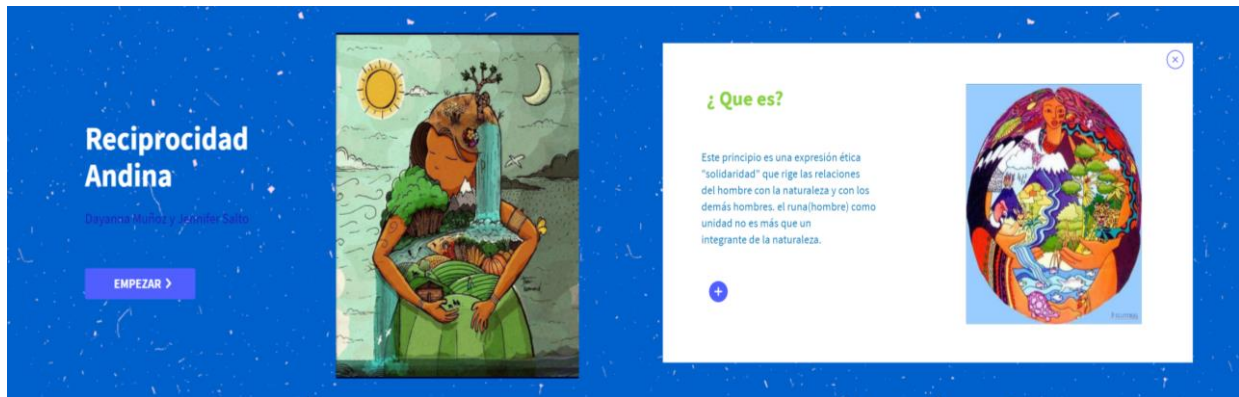 Reciprocidad
Andina
Dayanna Muñoz y Jennifer Salto
EMPEZAR
¿ Que es?
Este principio es una expresión ética
"solidaridad" que rige las relaciones
del hombre con la naturaleza y con los
demás hombres. el runa(hombre) como
unidad no es más que un
integrante de la naturaleza.